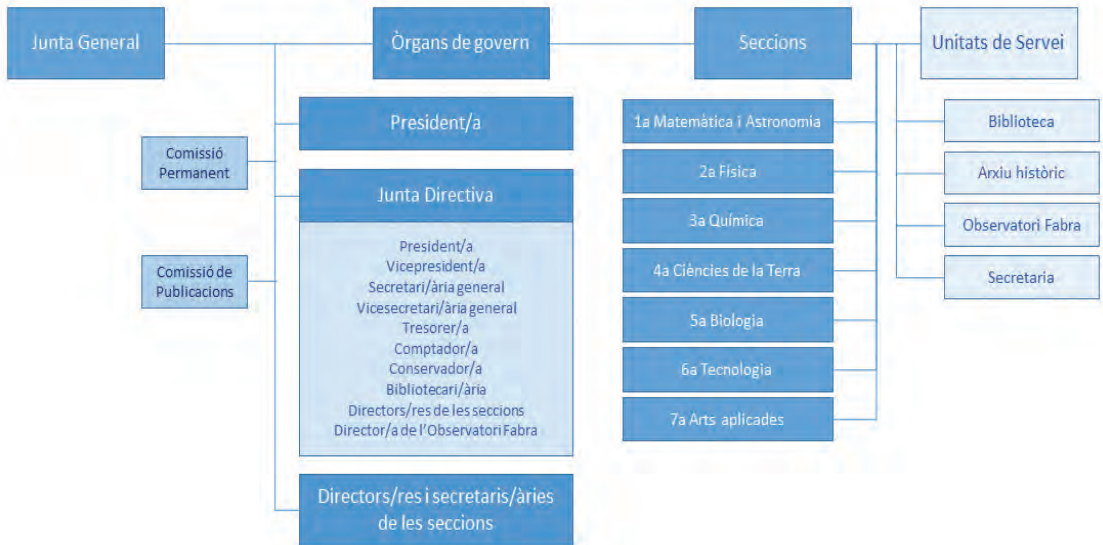 Junta General
Òrgans de govern
Seccions
Unitats de Servei
President/a
Comissió
Permanent
Junta Directiva
President/a
Vicepresident/a
Secretari/ària general
Vicesecretari/ària general
Tresorer/a
Comptador/a
Conservador/a
Bibliotecari/ària
Directors/res de les seccions
Director/a de l'Observatori Fabra
Comissió de
Publicacions
Directors/res i secretaris/àries
de les seccions
1a Matemàtica i Astronomia
2a Física
3a Química
4a Ciències de la Terra
5a Biologia
6a Tecnologia
7a Arts aplicades
Biblioteca
Arxiu històric
Observatori Fabra
Secretaria